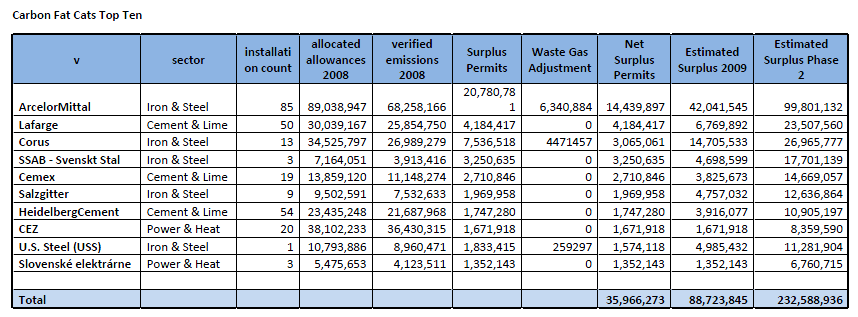 Carbon Fat Cats Top Ten
v sector installati on count allocated allowances 2008 verified emissions 2008 Surplus Permits Waste Gas Adjustment Net Surplus Permits Estimated Surplus 2009 Estimated Surplus Phase 2
ArcelorMittal Iron & Steel 85 89,038,947 68,258,166 20,780,78 1 6,340,884 14,439,897 42,041,545 99,801,132
Lafarge Cement & Lime 50 30,039,167 25,854,750 4,184,417 0 4,184,417 6,769,892 23,507,560
Corus Iron & Steel 13 34,525,797 26,989,279 7,536,518 4471457 3,065,061 14,705,533 26,965,777
SSAB - Svenskt Stal Iron & Steel 3 7,164,051 3,913,416 3,250,635 0 3,250,635 4,698,599 17,701,139
Cemex Cement & Lime 19 13,859,120 11,148,274 2,710,846 0 2,710,846 3,825,673 14,669,057
Salzgitter Iron & Steel 9 9,502,591 7,532,633 1,969,958 0 1,969,958 4,757,032 12,636,864
HeidelbergCement Cement & Lime 54 23,435,248 21,687,968 1,747,280 0 1,747,280 3,916,077 10,905,197
CEZ Power & Heat 20 38,102,233 36,430,315 1,671,918 0 1,671,918 1,671,918 8,359,590
U.S. Steel (USS) Iron & Steel 1 10,793,886 8,960,471 1,833,415 259297 1,574,118 4,985,432 11,281,904
Slovenské elektrárne Power & Heat 3 5,475,653 4,123,511 1,352,143 0 1,352,143 1,352,143 6,760,715
Total 35,966,273 88,723,845 232,588,936